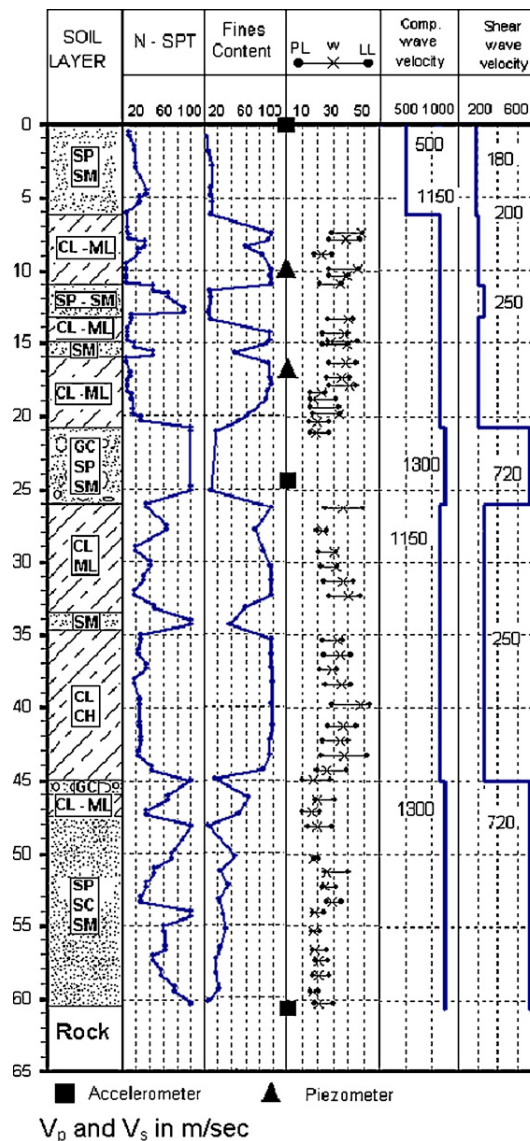 SOIL LAYER
N - SPT
Fines Content
PL w LL
Comp. wave velocity
Shear wave velocity
20 60 100
20 60 100
10 30 50
500 1000
200 600
0
SP SM
500
180
5
1150
200
CL - ML
10
SP - SM
250
CL - ML
15
SM
CL - ML
20
GC SP SM
1300
720
25
CL ML
1150
30
SM
35
250
CL CH
40
45
GC
CL - ML
1300
720
50
SP SC SM
55
60
Rock
65
Accelerometer
Piezometer
Vp and Vs in m/sec